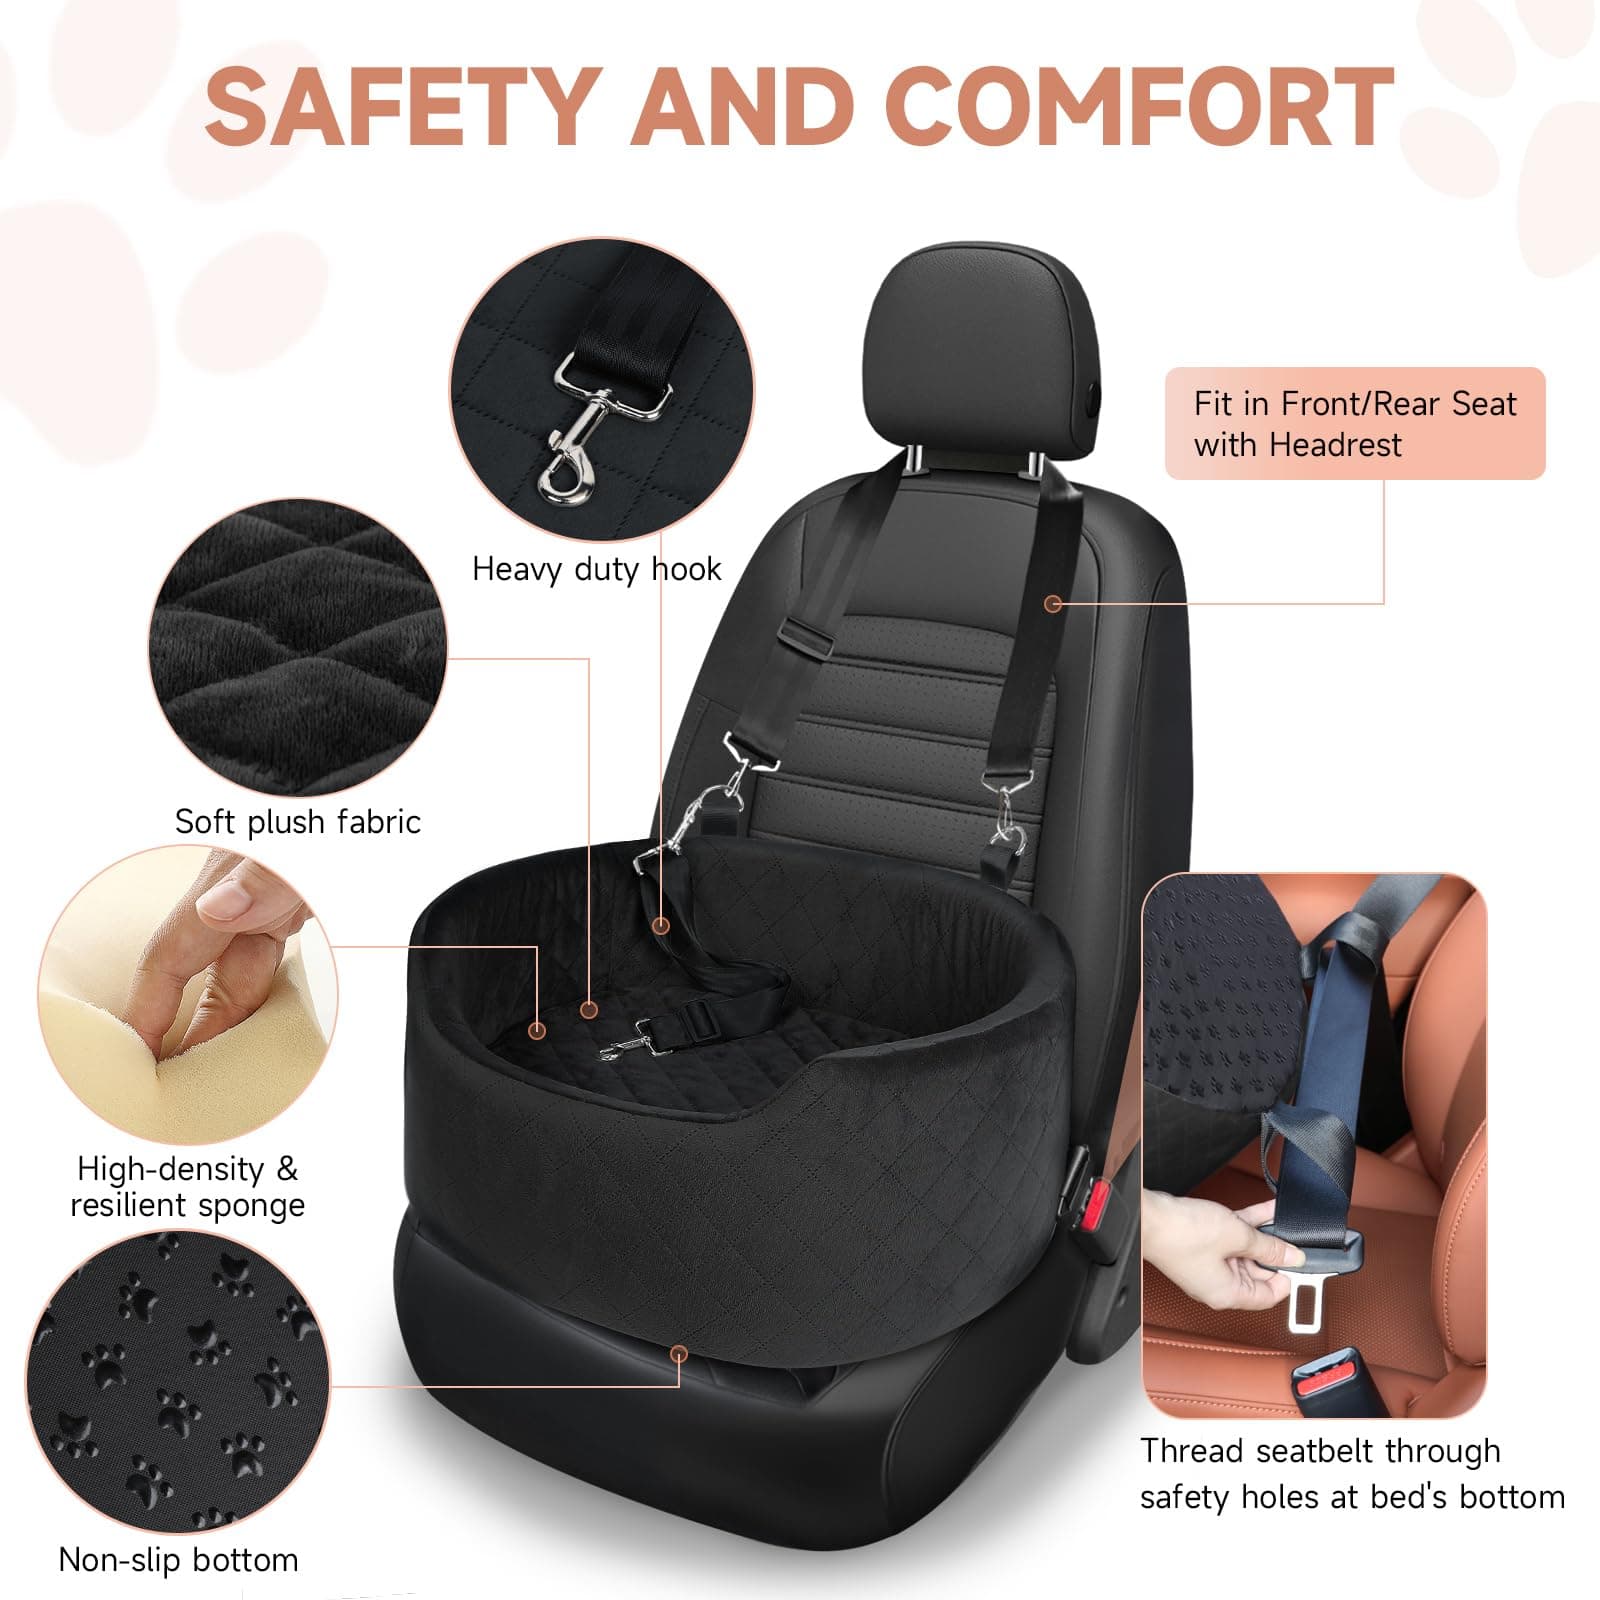 SAFETY AND COMFORT
Fit in Front/Rear Seat
with Headrest
Heavy duty hook
Soft plush fabric
High-density &
resilient sponge
Thread seatbelt through
safety holes at bed's bottom
Non-slip bottom